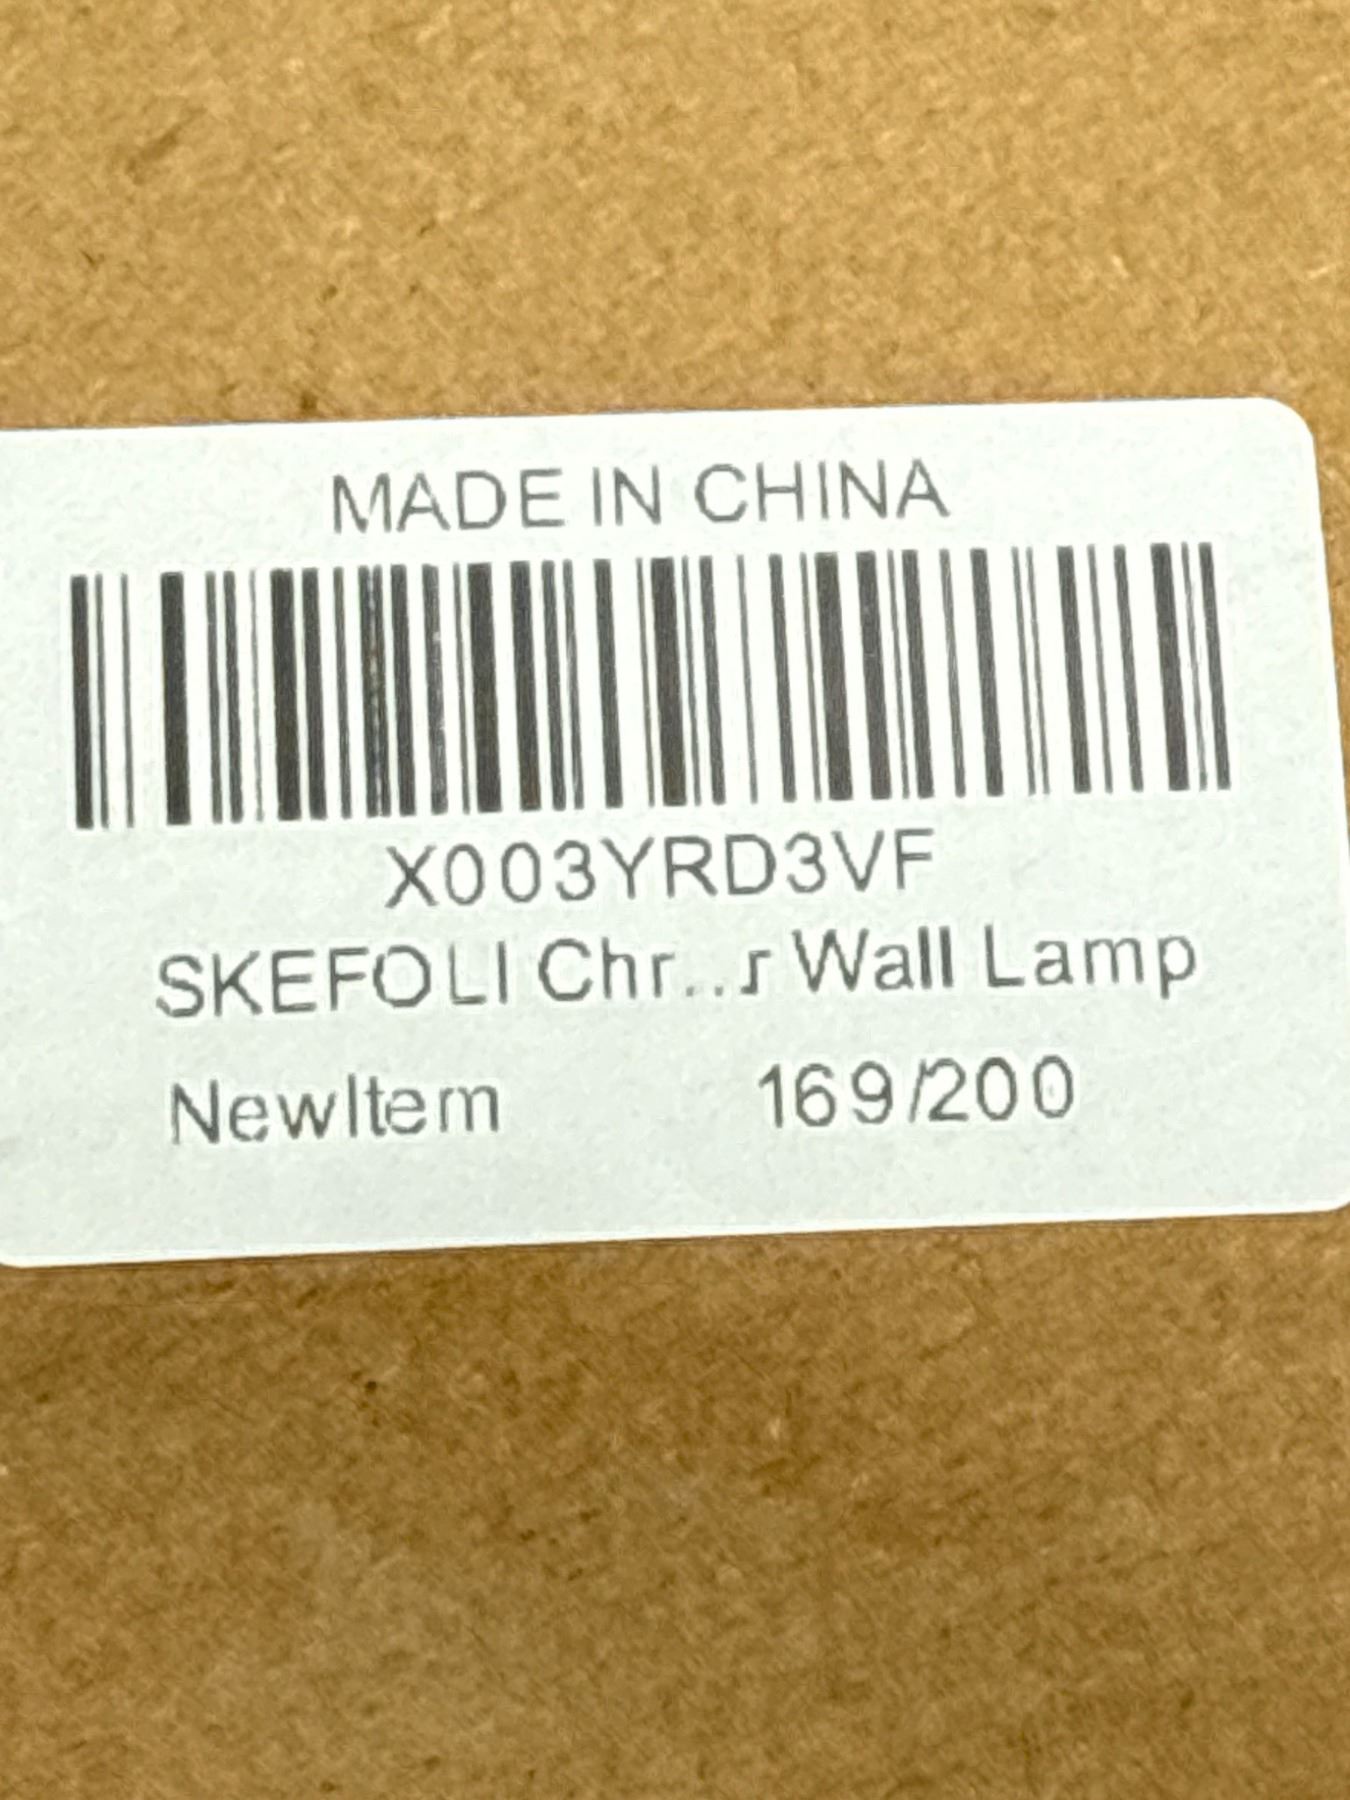 MADE IN CHINA
X003YRD3VF
SKEFOLI Chr...r Wall Lamp
NewItem 169/200